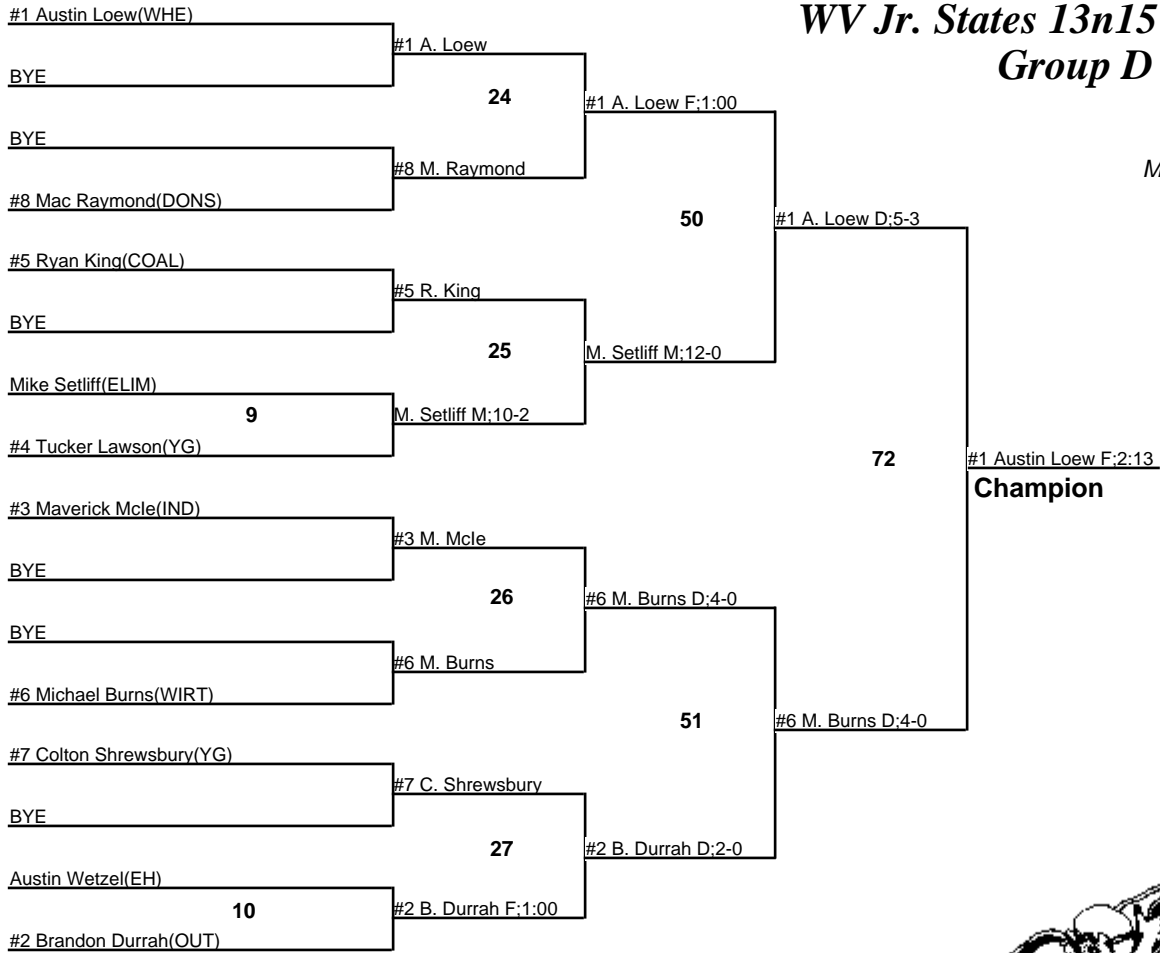 WV Jr. States 13n15
Group D
M
#1 Austin Loew(WHE)
#1 A. Loew
BYE
24
#1 A. Loew F;1:00
BYE
#8 M. Raymond
#8 Mac Raymond(DONS)
50
#1 A. Loew D;5-3
#5 Ryan King(COAL)
#5 R. King
BYE
25
M. Setliff M;12-0
Mike Setliff(ELIM)
9
M. Setliff M;10-2
#4 Tucker Lawson(YG)
72
#1 Austin Loew F;2:13
Champion
#3 Maverick Mcle(IND)
#3 M. Mcle
BYE
26
#6 M. Burns D;4-0
BYE
#6 M. Burns
#6 Michael Burns(WIRT)
51
#6 M. Burns D;4-0
#7 Colton Shrewsbury(YG)
#7 C. Shrewsbury
BYE
27
#2 B. Durrah D;2-0
Austin Wetzel(EH)
10
#2 B. Durrah F;1:00
#2 Brandon Durrah(OUT)